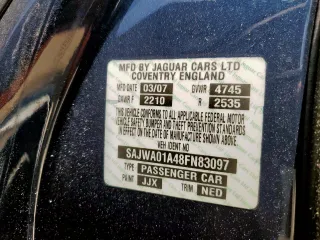 MFD BY JAGUAR CARS LTD
COVENTRY ENGLAND
MFD DATE 03/07 GVWR 4745
GAWR F 2210 R 2535
THIS VEHICLE CONFORMS TO ALL APPLICABLE FEDERAL MOTOR
VEHICLE SAFETY BUMPER AND THEFT PREVENTION STANDARDS IN
EFFECT ON THE DATE OF MANUFACTURE SHOWN ABOVE.
VEH IDENT NO
SAJWA01A48FN83097
TYPE PASSENGER CAR
PAINT JJX TRIM NED